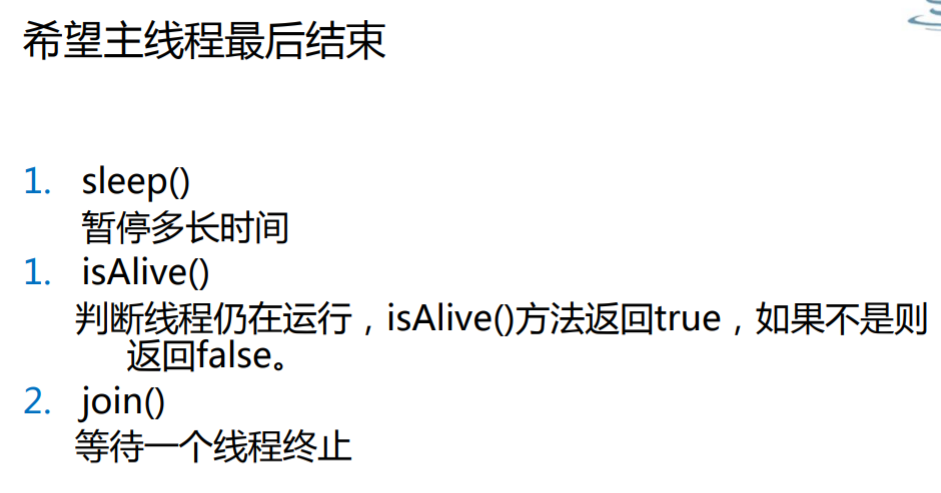 希望主线程最后结束
1. sleep()
暂停多长时间
1. isAlive()
判断线程仍在运行，isAlive()方法返回true，如果不是则
返回false。
2. join()
等待一个线程终止